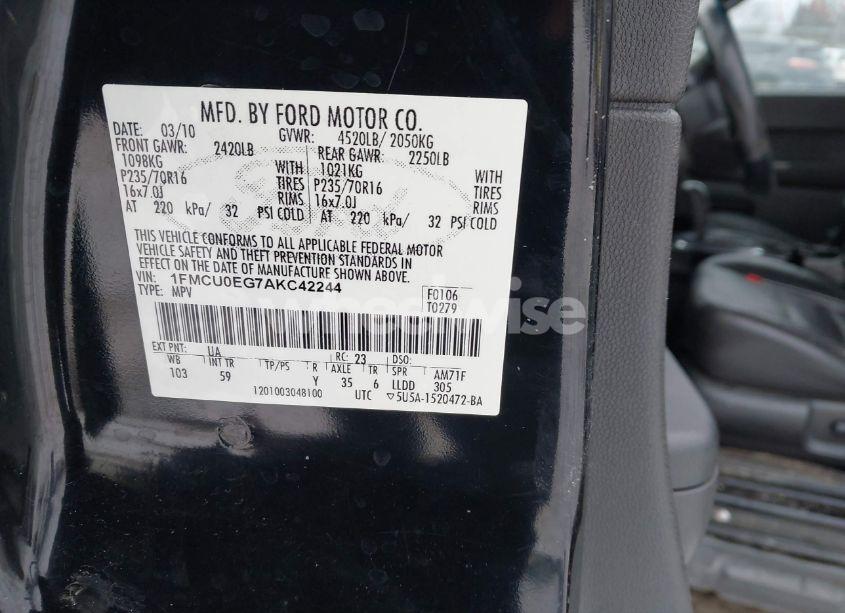 MFD. BY FORD MOTOR CO.
DATE: 03/10 GVWR: 4520LB/ 2050KG
FRONT GAWR: 2420LB REAR GAWR: 2250LB
1098KG WITH 1021KG WITH
P235/70R16 TIRES P235/70R16 TIRES
16x7.0J RIMS 16x7.0J RIMS
AT 220 kPa/ 32 PSI COLD AT 220 kPa/ 32 PSI COLD
THIS VEHICLE CONFORMS TO ALL APPLICABLE FEDERAL MOTOR
VEHICLE SAFETY AND THEFT PREVENTION STANDARDS IN
EFFECT ON THE DATE OF MANUFACTURE SHOWN ABOVE.
VIN: 1FMCU0EG7AKC42244
TYPE: MPV
F0106
T0279
EXT PNT: UA RC: 23 DSO:
WB INT TR TP/PS R AXLE TR SPR AM71F
103 59 Y 35 6 LLDD 305
1201003048100 UTC ▽5U5A-1520472-BA
wheelwise